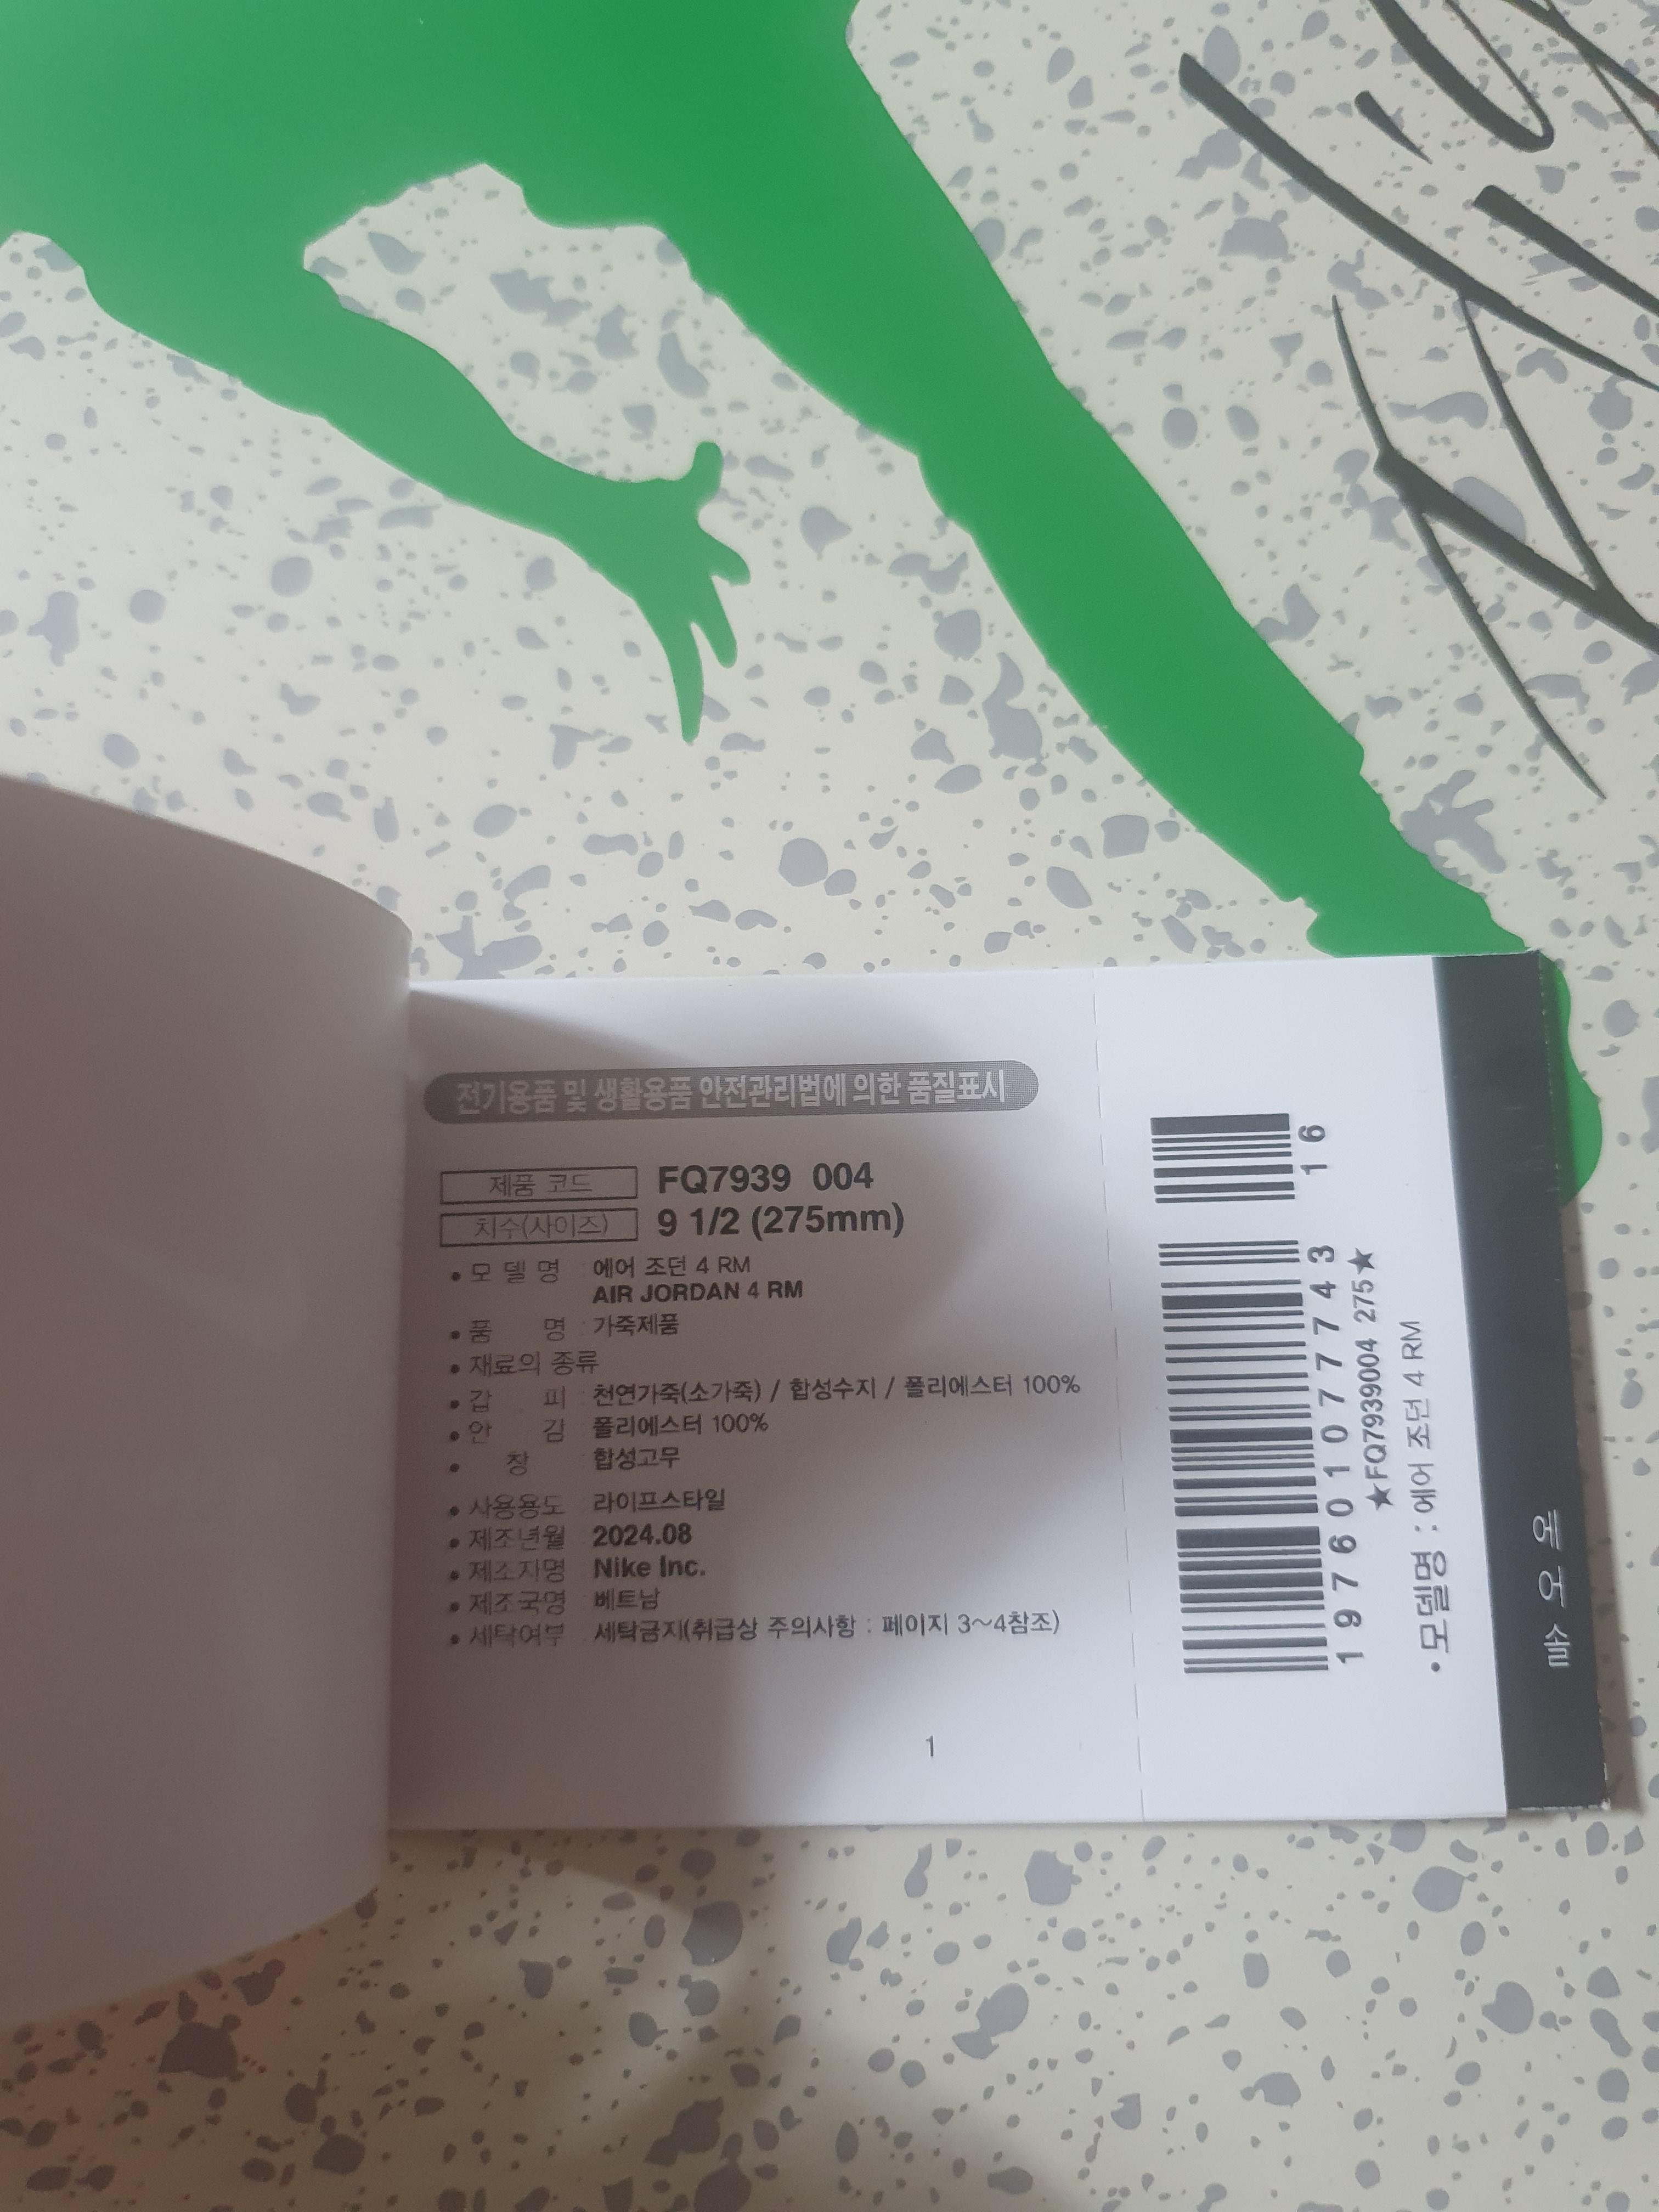 전기용품 및 생활용품 안전관리법에 의한 품질표시
제품 코드 FQ7939 004
치수(사이즈) 9 1/2 (275mm)
• 모 델 명 : 에어 조던 4 RM
AIR JORDAN 4 RM
• 품 명 : 가죽제품
• 재료의 종류
• 갑 피 : 천연가죽(소가죽) / 합성수지 / 폴리에스터 100%
• 안 감 : 폴리에스터 100%
• 창 : 합성고무
• 사용용도 : 라이프스타일
• 제조년월 : 2024.08
• 제조자명 : Nike Inc.
• 제조국명 : 베트남
• 세탁여부 : 세탁금지(취급상 주의사항 : 페이지 3~4참조)
1
197601077743
16
★FQ7939004 275★
• 모델명 : 에어 조던 4 RM